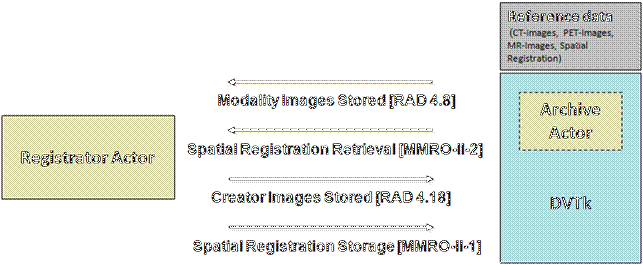 Reference data
(CT-Images, PET-Images,
MR-Images, Spatial
Registration)
Modality Images Stored [RAD 4.8]
Archive
Actor
Registrator Actor
Spatial Registration Retrieval [MMRO-II-2]
Creator Images Stored [RAD 4.18]
DVTk
Spatial Registration Storage [MMRO-II-1]